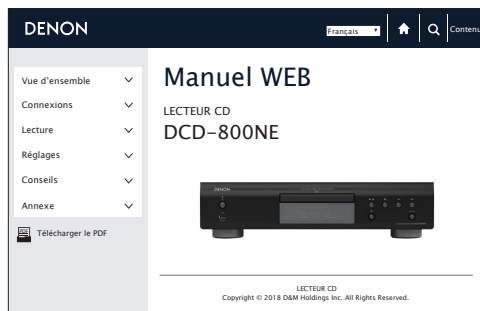 DENON
Français
Contenu
Vue d'ensemble
Connexions
Lecture
Réglages
Conseils
Annexe
Télécharger le PDF
Manuel WEB
LECTEUR CD
DCD-800NE
DENON
LECTEUR CD
Copyright © 2018 D&M Holdings Inc. All Rights Reserved.